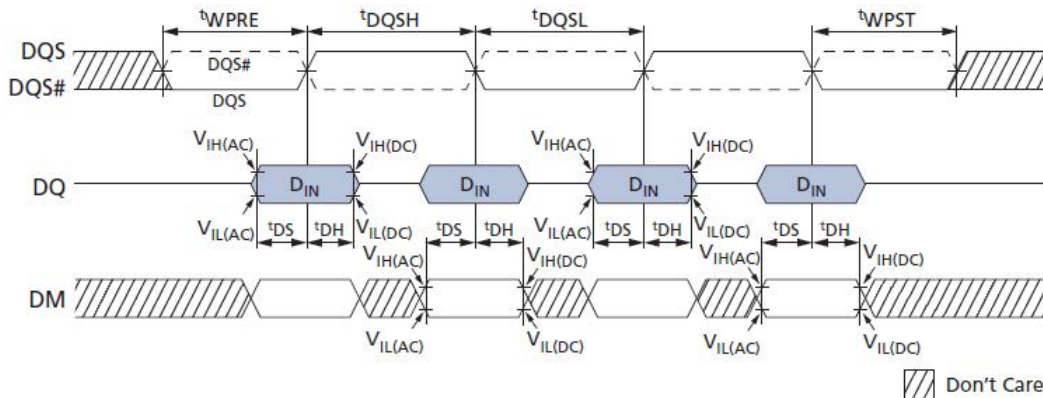 tWPRE tDQSH tDQSL tWPST
DQS
DQS#
DQS#
DQS
VIH(AC) VIH(DC) VIH(AC) VIH(DC)
DQ DIN DIN DIN DIN
VIL(AC) VIL(DC) VIL(AC) VIL(DC)
tDS tDH tDS tDH tDS tDH tDS tDH
VIH(AC) VIH(DC) VIH(AC) VIH(DC)
DM
VIL(AC) VIL(DC) VIL(AC) VIL(DC)
Don't Care